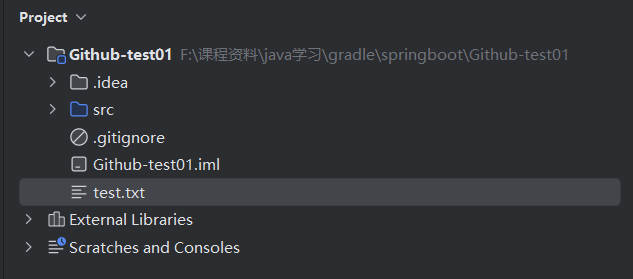 Project
Github-test01 F:\课程资料\java学习\gradle\springboot\Github-test01
.idea
src
.gitignore
Github-test01.iml
test.txt
External Libraries
Scratches and Consoles